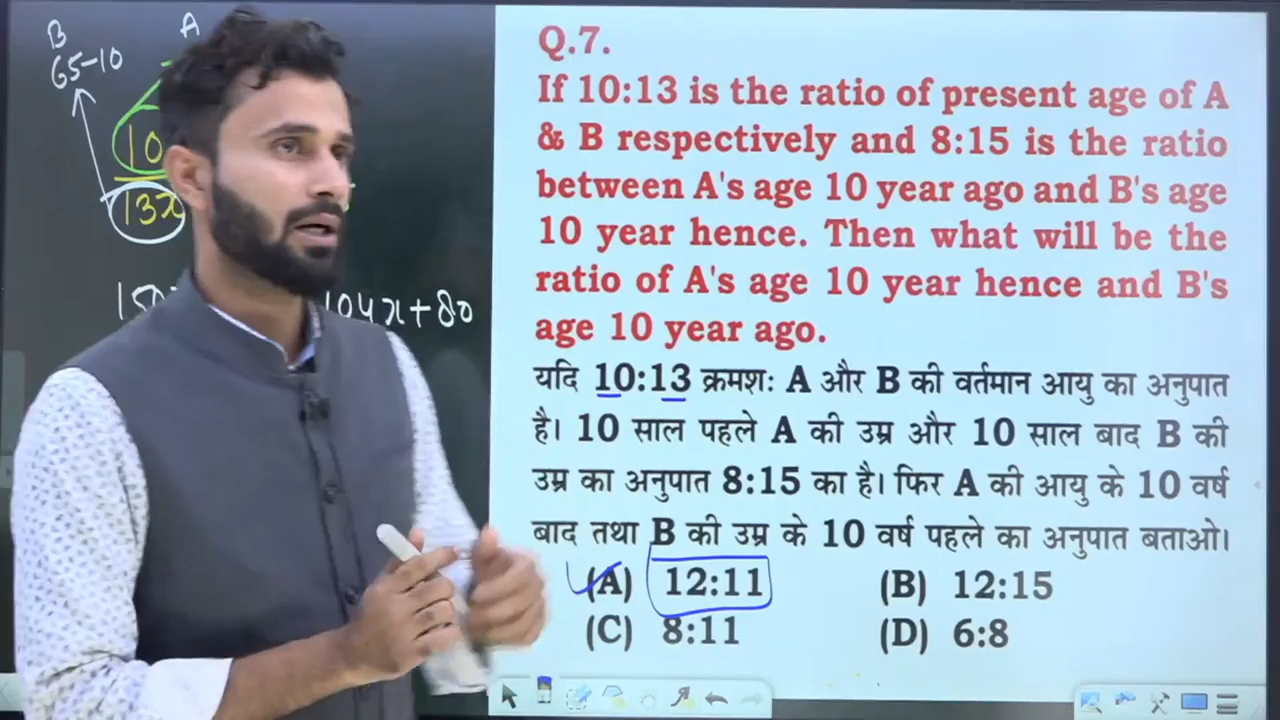 B A
65-10
10
13x
104x+80
Q.7.
If 10:13 is the ratio of present age of A
& B respectively and 8:15 is the ratio
between A's age 10 year ago and B's age
10 year hence. Then what will be the
ratio of A's age 10 year hence and B's
age 10 year ago.
यदि 10:13 क्रमशः A और B की वर्तमान आयु का अनुपात
है। 10 साल पहले A की उम्र और 10 साल बाद B की
उम्र का अनुपात 8:15 का है। फिर A की आयु के 10 वर्ष
बाद तथा B की उम्र के 10 वर्ष पहले का अनुपात बताओ।
(A) 12:11 (B) 12:15
(C) 8:11 (D) 6:8